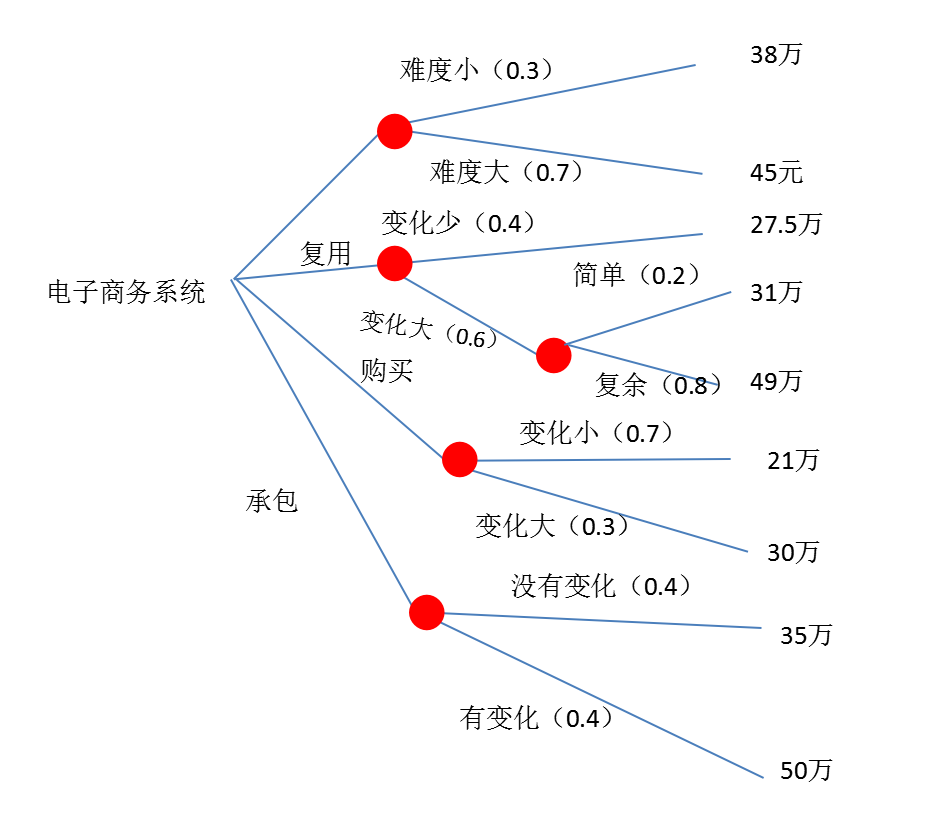 难度小（0.3）
38万
难度大（0.7）
45元
变化少（0.4）
27.5万
复用
简单（0.2）
31万
电子商务系统
变化大（0.6）
购买
复余（0.8）
49万
变化小（0.7）
21万
承包
变化大（0.3）
30万
没有变化（0.4）
35万
有变化（0.4）
50万